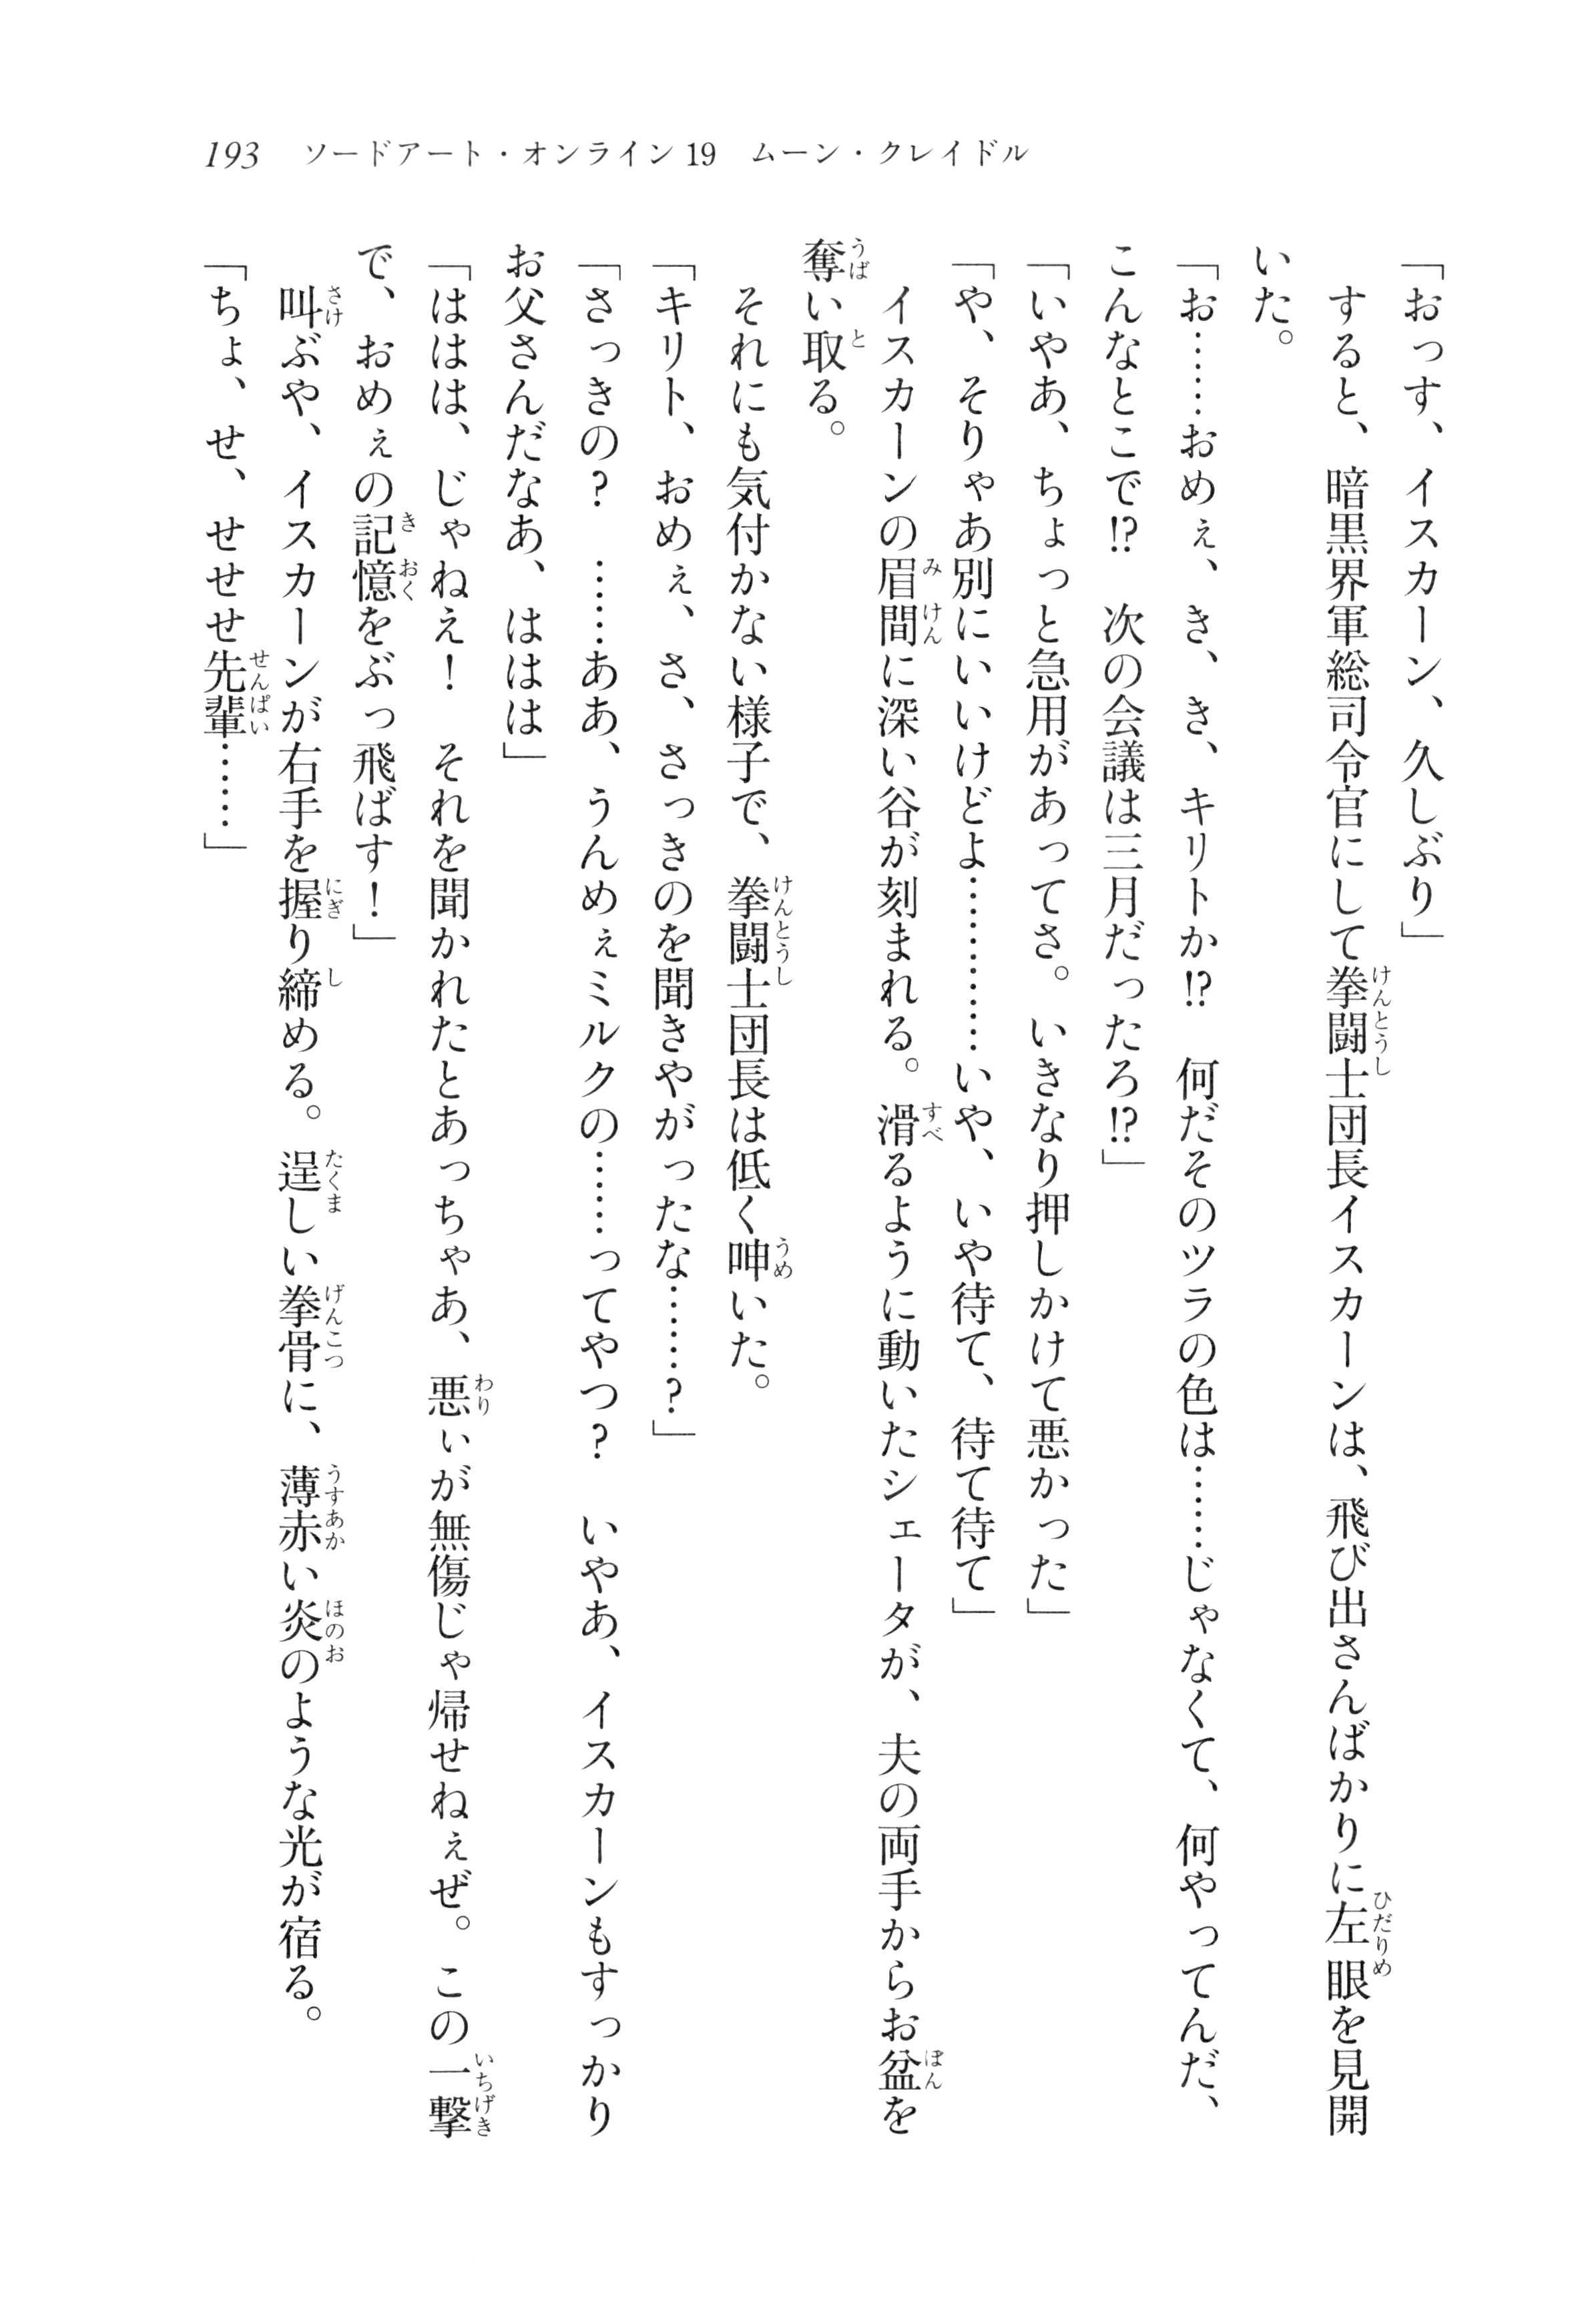 193　ソードアート・オンライン19　ムーン・クレイドル
「おっす、イスカーン、久しぶり」
　すると、暗黒界軍総司令官にして拳闘士団長イスカーンは、飛び出さんばかりに左眼を見開
いた。
「お……おめぇ、き、き、キリトか!?　何だそのツラの色は……じゃなくて、何やってんだ、
こんなとこで!?　次の会議は三月だったろ!?」
「いやあ、ちょっと急用があってさ。いきなり押しかけて悪かった」
「や、そりゃあ別にいいけどよ…………いや、いや待て、待て待て」
　イスカーンの眉間に深い谷が刻まれる。滑るように動いたシェータが、夫の両手からお盆を
奪い取る。
　それにも気付かない様子で、拳闘士団長は低く呻いた。
「キリト、おめぇ、さ、さっきのを聞きやがったな……？」
「さっきの？　……ああ、うんめぇミルクの……ってやつ？　いやあ、イスカーンもすっかり
お父さんだなあ、ははは」
「ははは、じゃねえ！　それを聞かれたとあっちゃあ、悪ぃが無傷じゃ帰せねぇぜ。この一撃
で、おめぇの記憶をぶっ飛ばす！」
　叫ぶや、イスカーンが右手を握り締める。逞しい拳骨に、薄赤い炎のような光が宿る。
「ちょ、せ、せせせ先輩……」